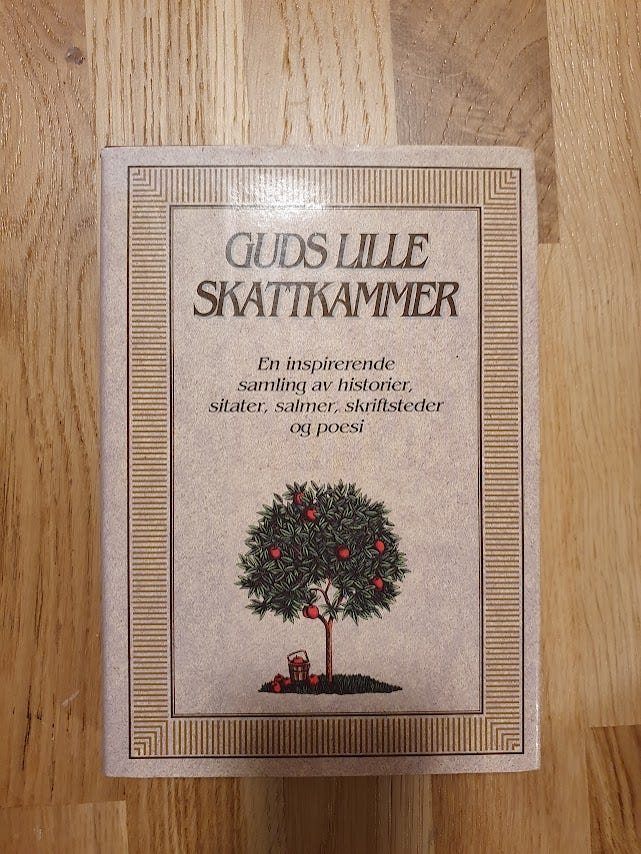 GUDS LILLE
SKATTKAMMER
En inspirerende
samling av historier,
sitater, salmer, skriftsteder
og poesi